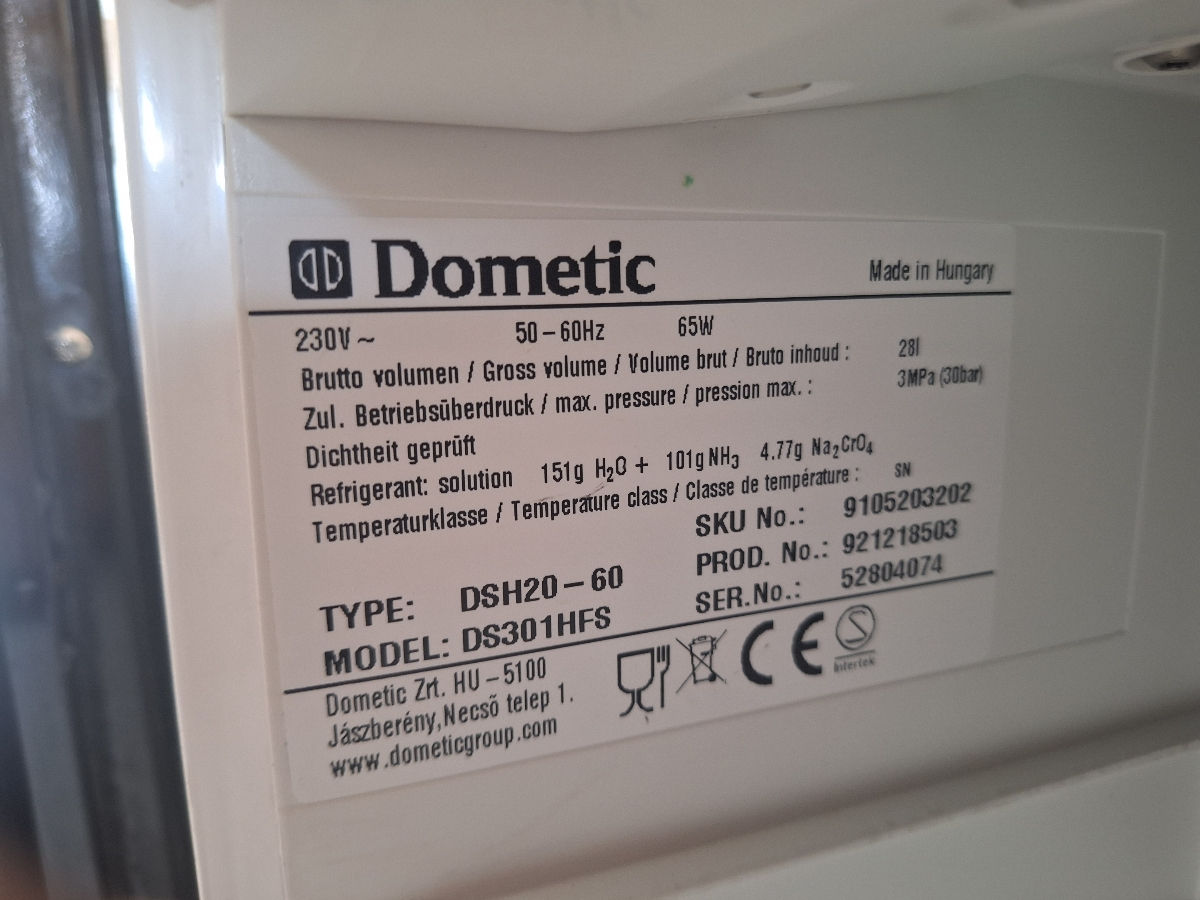 Dometic
Made in Hungary
230V ~ 50-60Hz 65W
Brutto volumen / Gross volume / Volume brut / Bruto inhoud : 28l
Zul. Betriebsüberdruck / max. pressure / pression max. : 3MPa (30bar)
Dichtheit geprüft
Refrigerant: solution 151g H₂O + 101g NH₃ 4.77g Na₂CrO₄
Temperaturklasse / Temperature class / Classe de température : SN
SKU No.: 9105203202
PROD. No.: 921218503
SER.No.: 52804074
TYPE: DSH20-60
MODEL: DS301HFS
Dometic Zrt. HU-5100
Jászberény,Necső telep 1.
www.dometicgroup.com
CE
S
Intertek